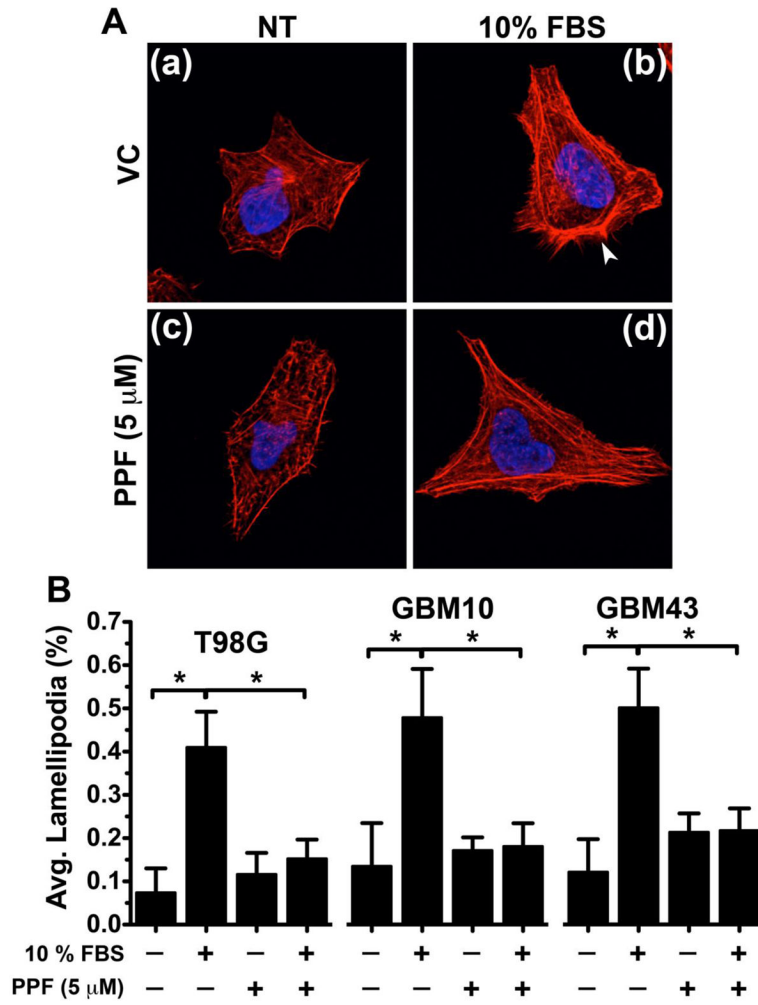 A
NT 10% FBS
(a) (b)
VC
(c) (d)
PPF (5 μM)
B
T98G GBM10 GBM43
* * * * * *
Avg. Lamellipodia (%)
0.7
0.6
0.5
0.4
0.3
0.2
0.1
0.0
10 % FBS − + − + − + − + − + − +
PPF (5 μM) − − + + − − + + − − + +